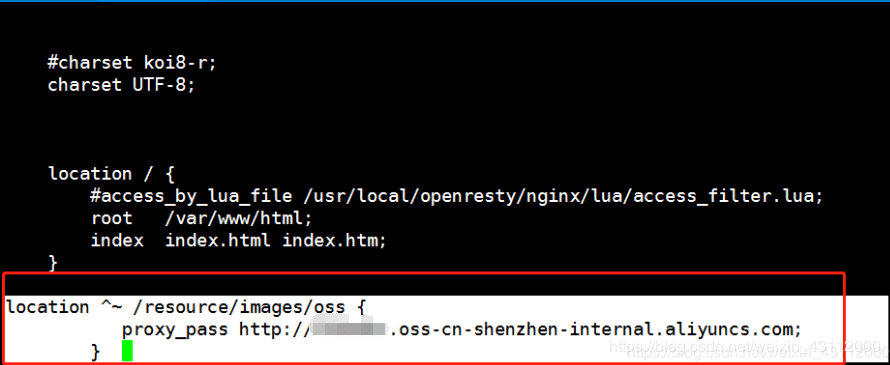 #charset koi8-r;
charset UTF-8;
location / {
#access_by_lua_file /usr/local/openresty/nginx/lua/access_filter.lua;
root /var/www/html;
index index.html index.htm;
}
location ^~ /resource/images/oss {
proxy_pass http:// .oss-cn-shenzhen-internal.aliyuncs.com;
}
https://blog.csdn.net/weixin_43112000